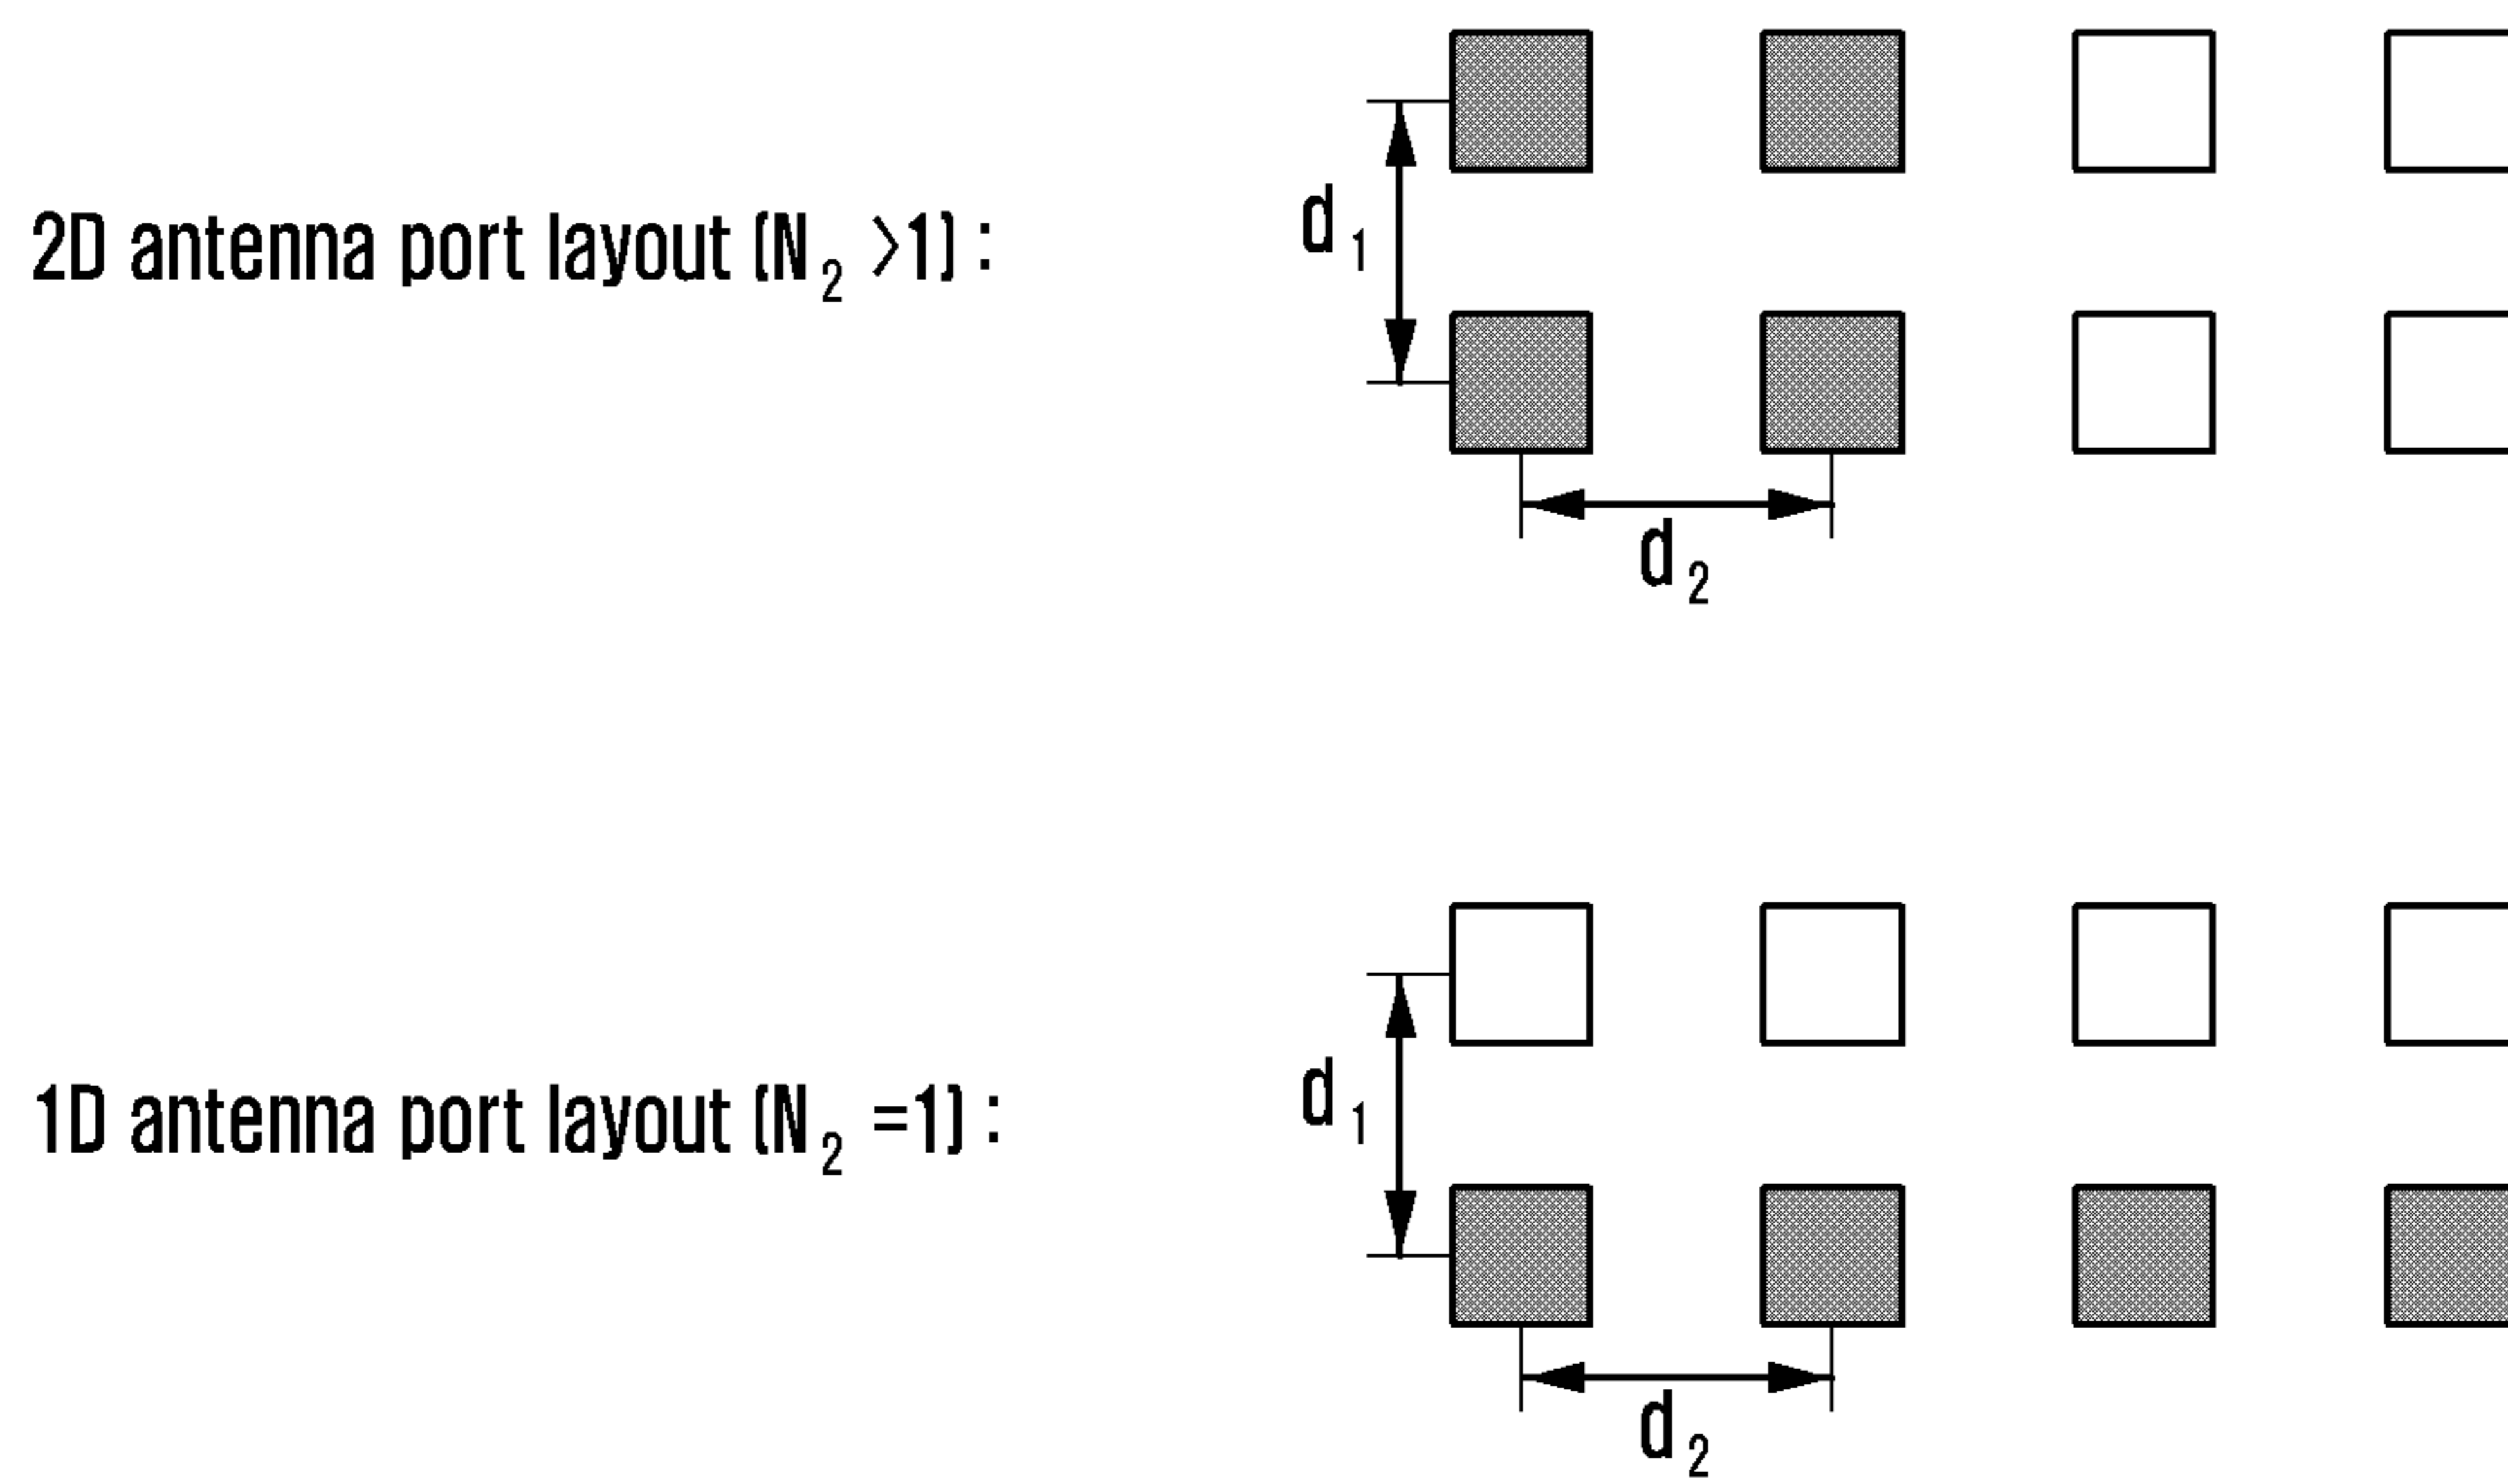 2D antenna port layout (N2 >1) :
d1
d2
1D antenna port layout (N2 =1) :
d1
d2